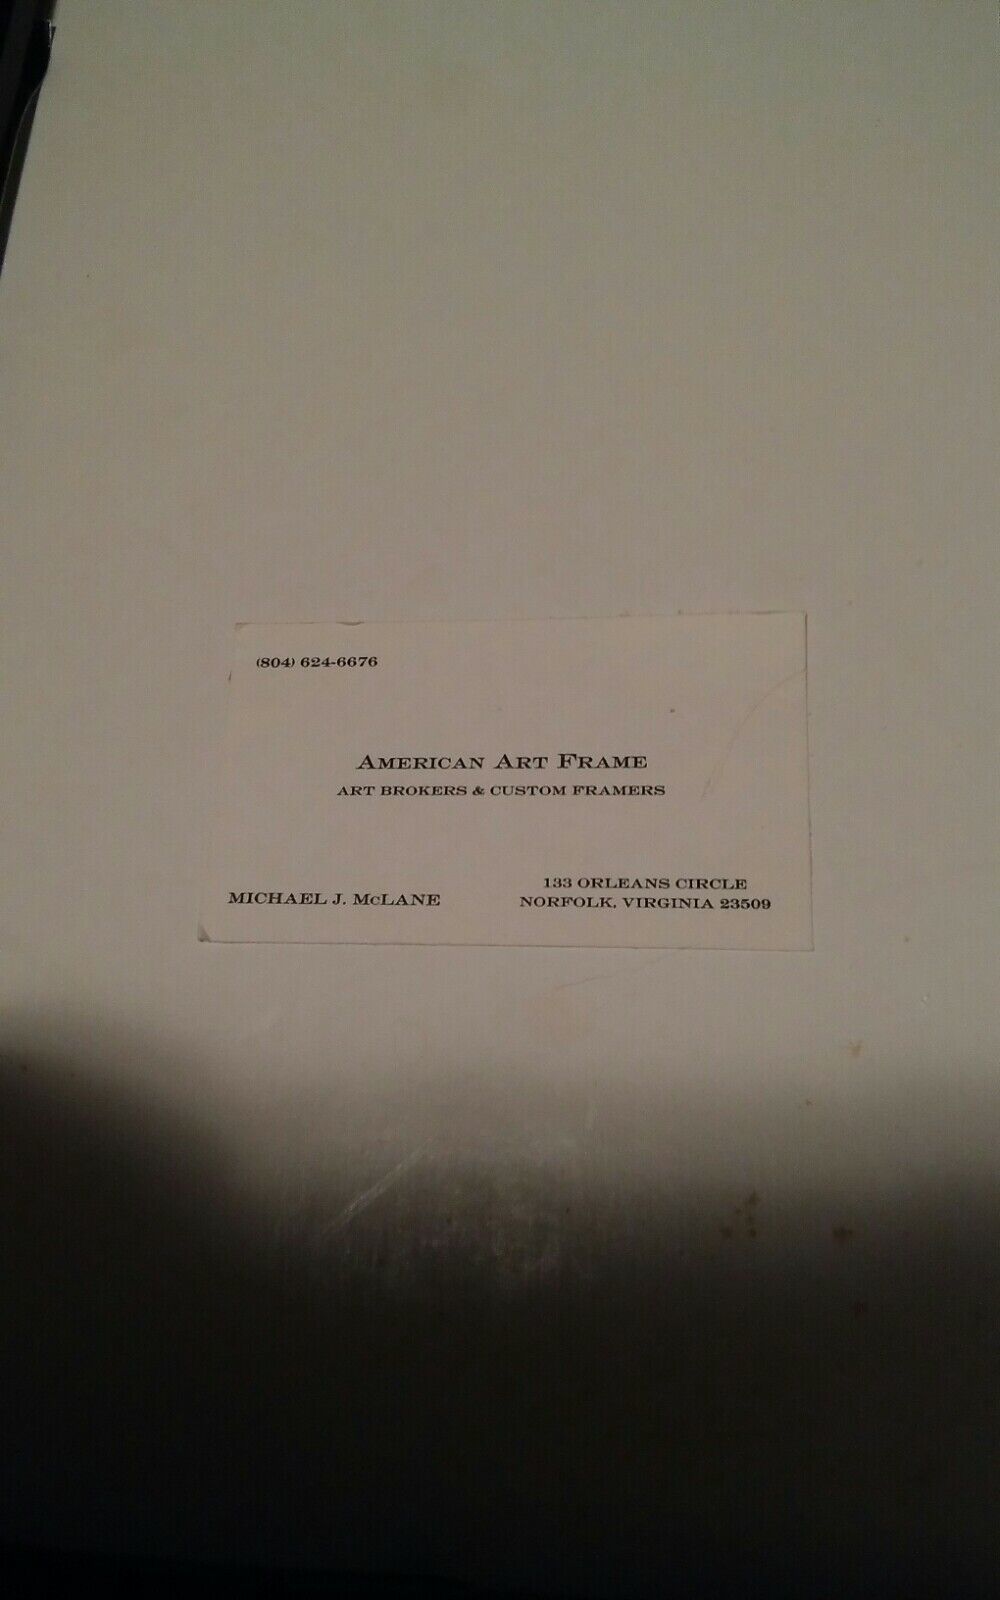 (804) 624-6676
AMERICAN ART FRAME
ART BROKERS & CUSTOM FRAMERS
MICHAEL J. McLANE
133 ORLEANS CIRCLE
NORFOLK, VIRGINIA 23509